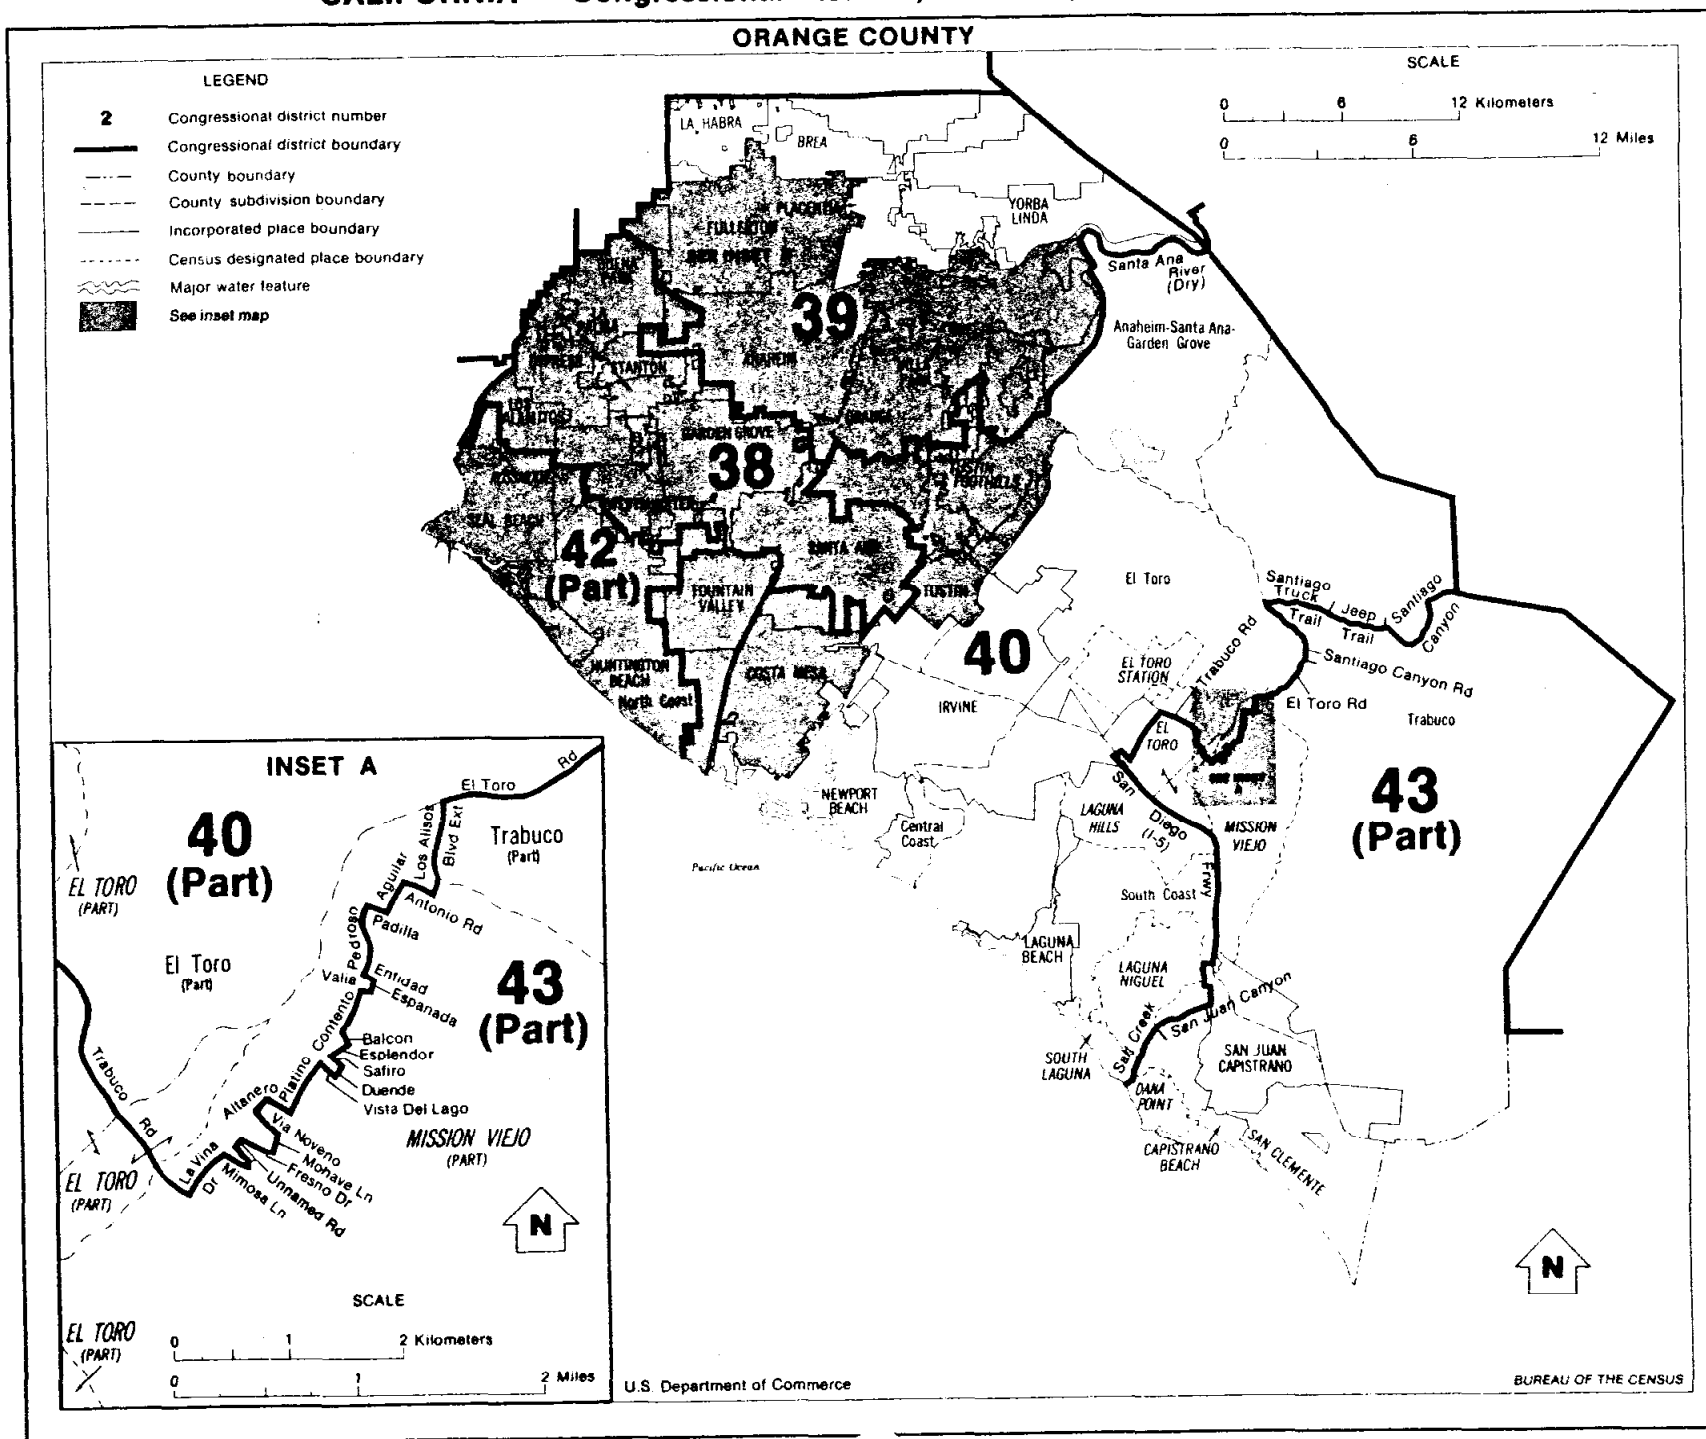 ORANGE COUNTY
LEGEND
2 Congressional district number
Congressional district boundary
County boundary
County subdivision boundary
Incorporated place boundary
Census designated place boundary
Major water feature
See inset map
SCALE
0 6 12 Kilometers
0 6 12 Miles
LA HABRA
BREA
YORBA
LINDA
PLACENTIA
FULLERTON
Santa Ana
River
(Dry)
39
Anaheim-Santa Ana-
Garden Grove
STANTON
ANAHEIM
ORANGE
GARDEN GROVE
38
TUSTIN
FOOTHILLS
SEAL BEACH
42
(Part)
SANTA ANA
FOUNTAIN
VALLEY
TUSTIN
El Toro
Santiago
Truck
Trail
Jeep
Trail
Santiago
Canyon
40
Trabuco Rd
Santiago Canyon Rd
El Toro Rd
Trabuco
HUNTINGTON
BEACH
North Coast
COSTA MESA
EL TORO
STATION
IRVINE
EL
TORO
43
(Part)
San
Diego
(I-5)
Frwy
NEWPORT
BEACH
Central
Coast
LAGUNA
HILLS
MISSION
VIEJO
Pacific Ocean
South Coast
LAGUNA
BEACH
LAGUNA
NIGUEL
San Juan Canyon
Salt Creek
SOUTH
LAGUNA
SAN JUAN
CAPISTRANO
DANA
POINT
CAPISTRANO
BEACH
SAN CLEMENTE
N
INSET A
El Toro Rd
40
(Part)
Los Alisos
Blvd Ext
Trabuco
(Part)
EL TORO
(PART)
Aguilar
Antonio Rd
Padilla
Pedroso
El Toro
(Part)
Valia
Entidad
Espanada
43
(Part)
Contento
Balcon
Esplendor
Safiro
Duende
Vista Del Lago
Platino
Altanero
Trabuco Rd
Via Noveno
Mohave Ln
Fresno Dr
Unnamed Rd
Mimosa Ln
La Vina
Dr
MISSION VIEJO
(PART)
EL TORO
(PART)
N
SCALE
EL TORO
(PART)
0 1 2 Kilometers
0 1 2 Miles
U.S. Department of Commerce
BUREAU OF THE CENSUS